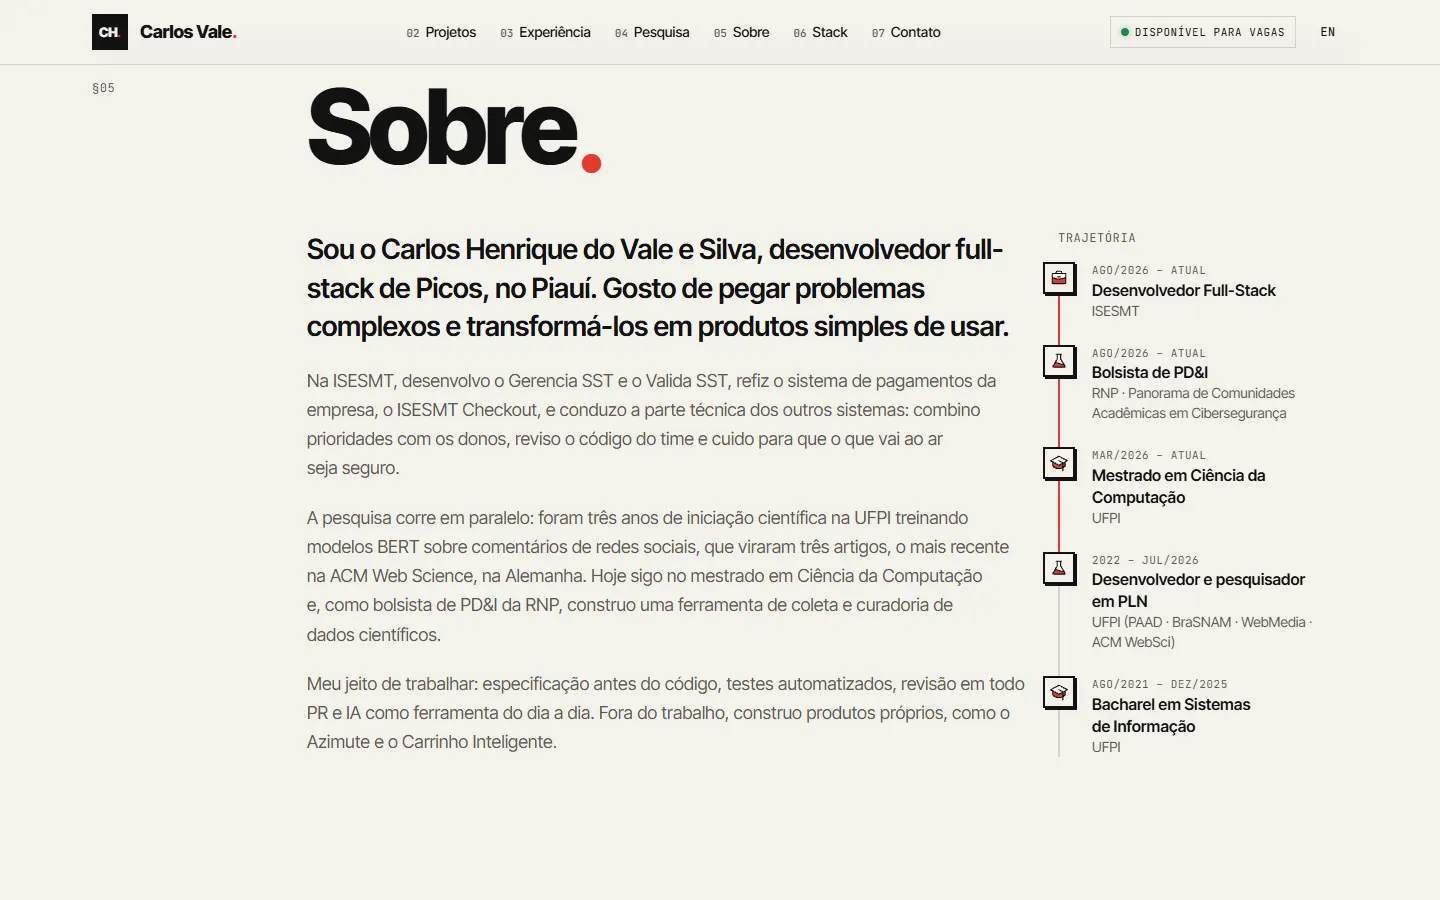 CH.
Carlos Vale.
02 Projetos
03 Experiência
04 Pesquisa
05 Sobre
06 Stack
07 Contato
DISPONÍVEL PARA VAGAS
EN
§05
Sobre.
Sou o Carlos Henrique do Vale e Silva, desenvolvedor full-
stack de Picos, no Piauí. Gosto de pegar problemas
complexos e transformá-los em produtos simples de usar.
Na ISESMT, desenvolvo o Gerencia SST e o Valida SST, refiz o sistema de pagamentos da
empresa, o ISESMT Checkout, e conduzo a parte técnica dos outros sistemas: combino
prioridades com os donos, reviso o código do time e cuido para que o que vai ao ar
seja seguro.
A pesquisa corre em paralelo: foram três anos de iniciação científica na UFPI treinando
modelos BERT sobre comentários de redes sociais, que viraram três artigos, o mais recente
na ACM Web Science, na Alemanha. Hoje sigo no mestrado em Ciência da Computação
e, como bolsista de PD&I da RNP, construo uma ferramenta de coleta e curadoria de
dados científicos.
Meu jeito de trabalhar: especificação antes do código, testes automatizados, revisão em todo
PR e IA como ferramenta do dia a dia. Fora do trabalho, construo produtos próprios, como o
Azimute e o Carrinho Inteligente.
TRAJETÓRIA
AGO/2026 – ATUAL
Desenvolvedor Full-Stack
ISESMT
AGO/2026 – ATUAL
Bolsista de PD&I
RNP · Panorama de Comunidades
Acadêmicas em Cibersegurança
MAR/2026 – ATUAL
Mestrado em Ciência da
Computação
UFPI
2022 – JUL/2026
Desenvolvedor e pesquisador
em PLN
UFPI (PAAD · BraSNAM · WebMedia ·
ACM WebSci)
AGO/2021 – DEZ/2025
Bacharel em Sistemas
de Informação
UFPI